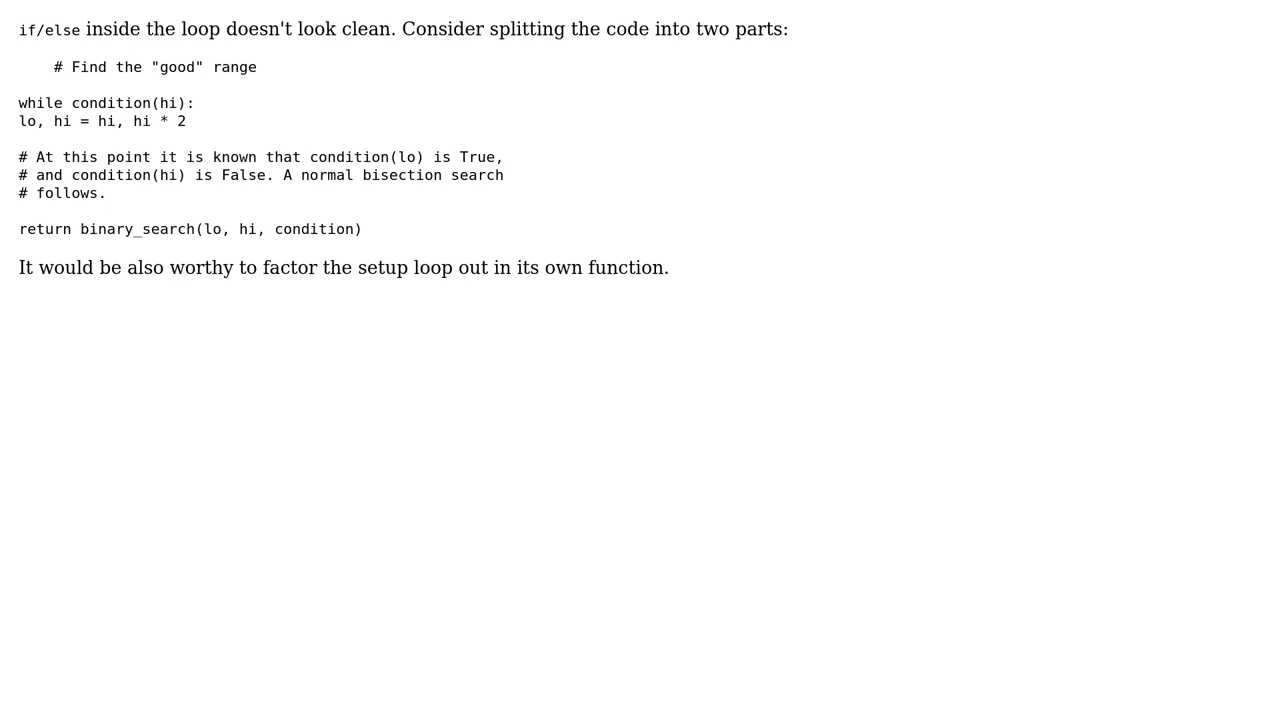 if/else inside the loop doesn't look clean. Consider splitting the code into two parts:
# Find the "good" range
while condition(hi):
lo, hi = hi, hi * 2
# At this point it is known that condition(lo) is True,
# and condition(hi) is False. A normal bisection search
# follows.
return binary_search(lo, hi, condition)
It would be also worthy to factor the setup loop out in its own function.